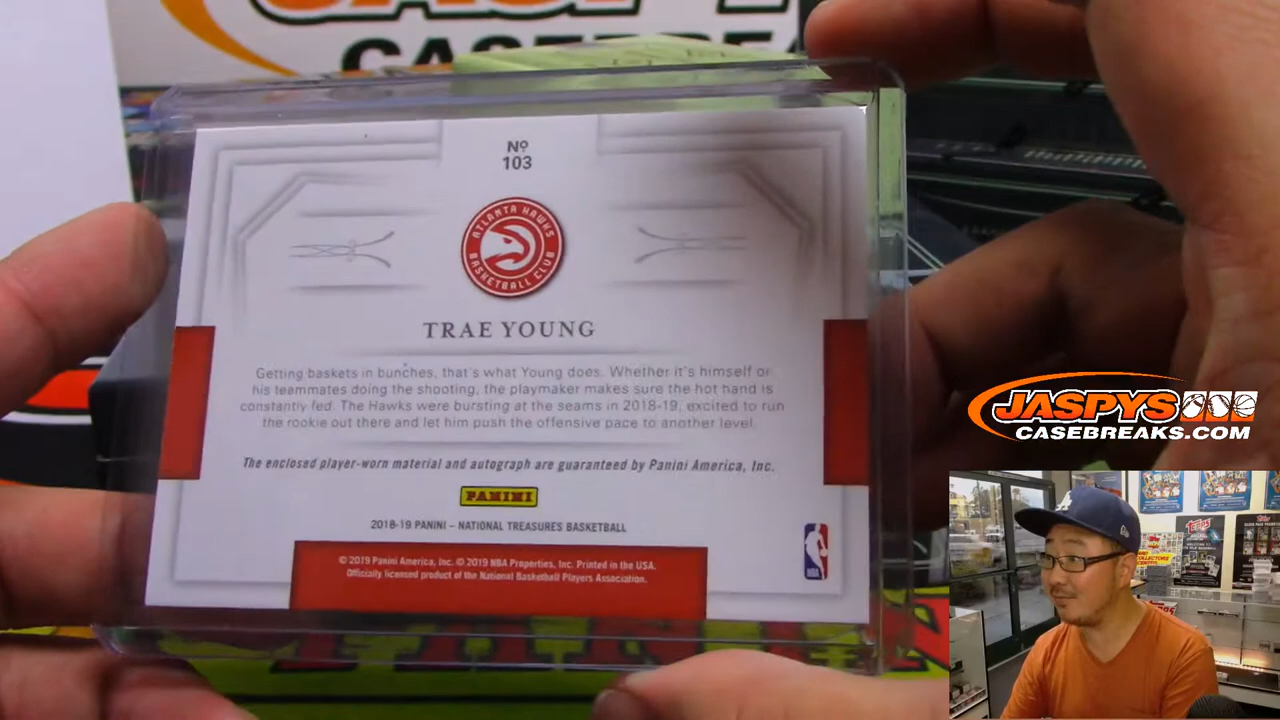 CASEBREA
Nº
103
ATLANTA HAWKS
BASKETBALL CLUB
TRAE YOUNG
Getting baskets in bunches, that's what Young does. Whether it's himself or
his teammates doing the shooting, the playmaker makes sure the hot hand is
constantly fed. The Hawks were bursting at the seams in 2018-19, excited to run
the rookie out there and let him push the offensive pace to another level.
The enclosed player-worn material and autograph are guaranteed by Panini America, Inc.
PANINI
2018-19 PANINI – NATIONAL TREASURES BASKETBALL
© 2019 Panini America, Inc. © 2019 NBA Properties, Inc. Printed in the USA.
Officially licensed product of the National Basketball Players Association.
NBA
JASPYS
CASEBREAKS.COM
TOPPS